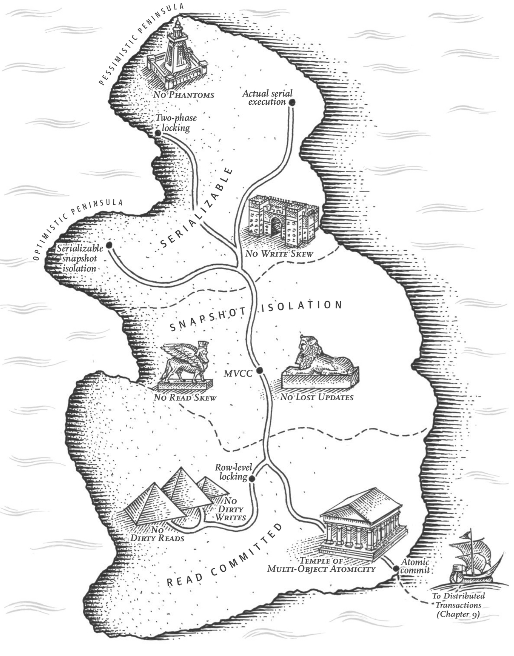 PESSIMISTIC PENINSULA
NO PHANTOMS
Actual serial
execution
Two-phase
locking
SERIALIZABLE
OPTIMISTIC PENINSULA
Serializable
snapshot
isolation
NO WRITE SKEW
SNAPSHOT ISOLATION
MVCC
NO READ SKEW
NO LOST UPDATES
Row-level
locking
NO
DIRTY
WRITES
NO
DIRTY READS
READ COMMITTED
TEMPLE OF
MULTI-OBJECT ATOMICITY
Atomic
commit
To Distributed
Transactions
(Chapter 9)